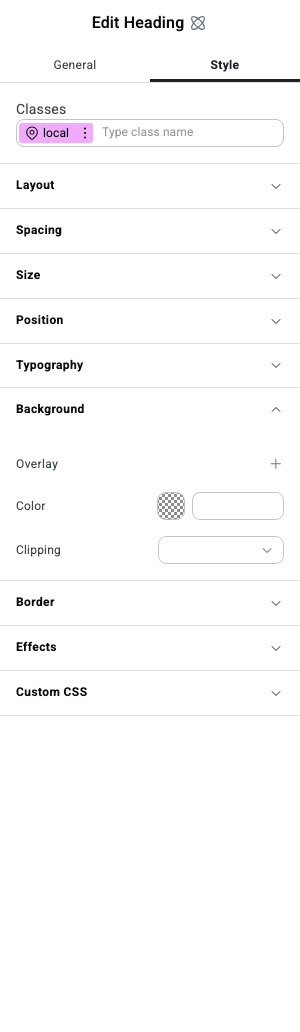 Edit Heading
General
Style
Classes
local
Type class name
Layout
Spacing
Size
Position
Typography
Background
Overlay
Color
Clipping
Border
Effects
Custom CSS